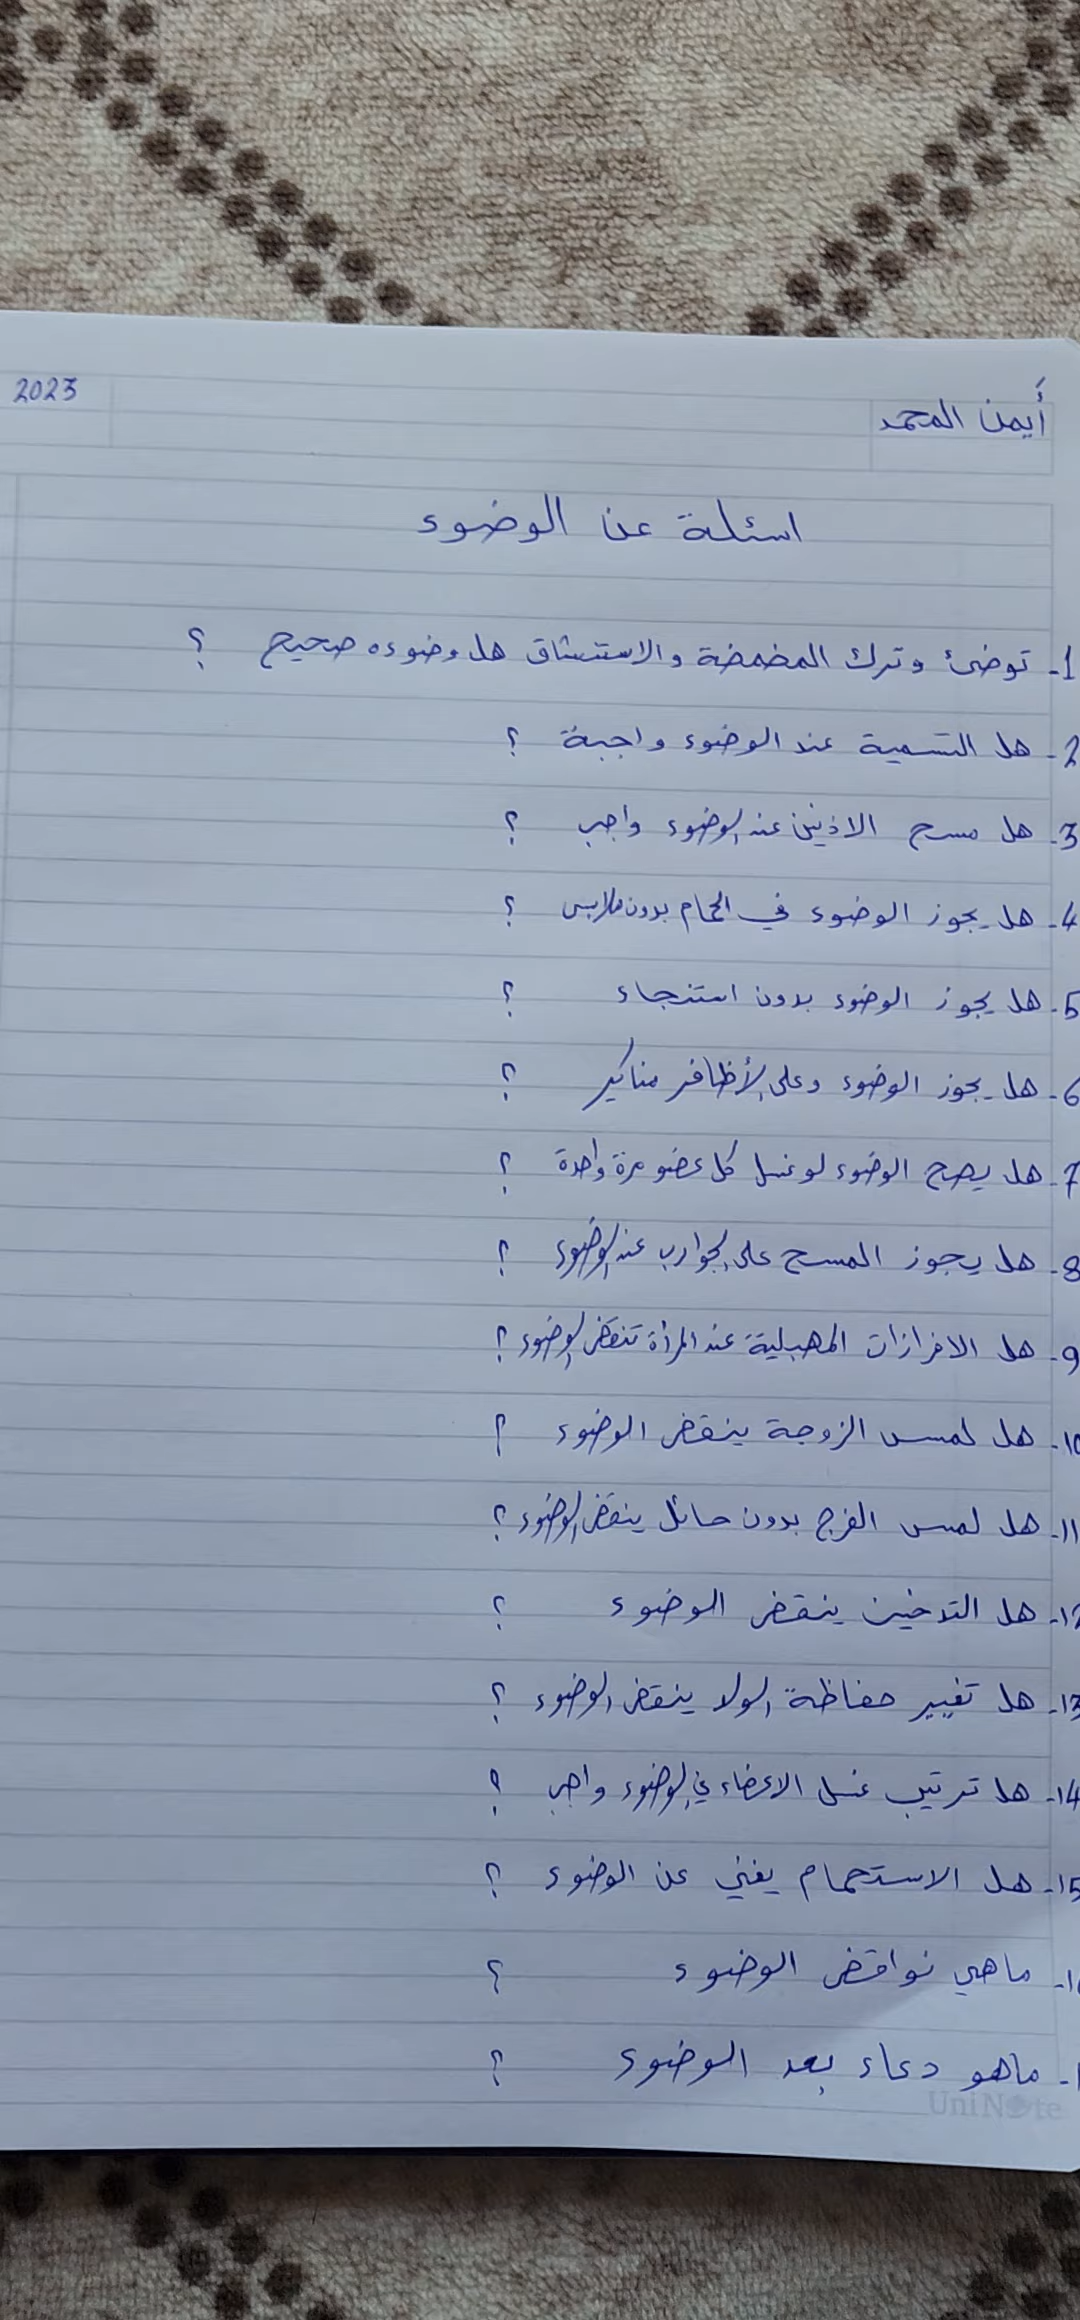 أيمن المحمد
2023
اسئلة عن الوضوء
1- توضئ وترك المضمضة والاستنشاق هل وضوءه صحيح ؟
2- هل التسمية عند الوضوء واجبة ؟
3- هل مسح الاذنين عند الوضوء واجب ؟
4- هل يجوز الوضوء في الحمام بدون ملابس ؟
5- هل يجوز الوضوء بدون استنجاء ؟
6- هل يجوز الوضوء وعلى الأظافر مناكير ؟
7- هل يصح الوضوء لو غسل كل عضو مرة واحدة ؟
8- هل يجوز المسح على الجوارب عند الوضوء ؟
9- هل الافرازات المهبلية عند المرأة تنقض الوضوء ؟
10- هل لمس الزوجة ينقض الوضوء ؟
11- هل لمس الفرج بدون حائل ينقض الوضوء ؟
12- هل التدخين ينقض الوضوء ؟
13- هل تغيير حفاظة الولا ينقض الوضوء ؟
14- هل ترتيب غسل الاعضاء في الوضوء واجب ؟
15- هل الاستحمام يغني عن الوضوء ؟
1- ماهي نواقض الوضوء ؟
1- ماهو دعاء بعد الوضوء ؟
UniNote